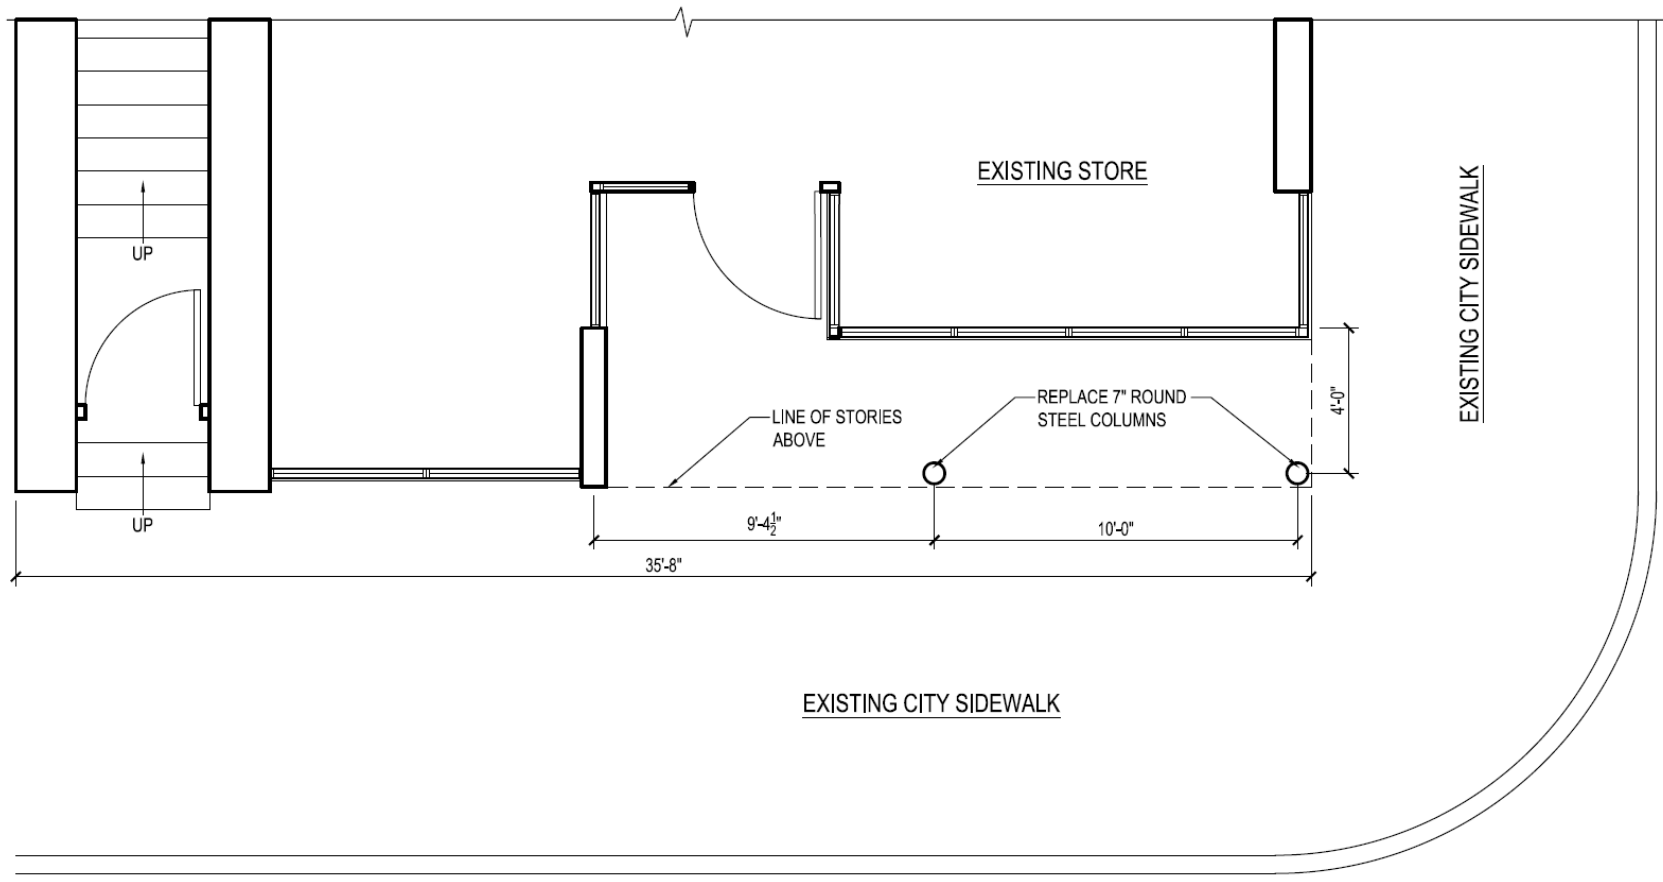 EXISTING STORE
EXISTING CITY SIDEWALK
UP
REPLACE 7" ROUND
STEEL COLUMNS
4'-0"
LINE OF STORIES
ABOVE
UP
9'-4½"
10'-0"
35'-8"
EXISTING CITY SIDEWALK